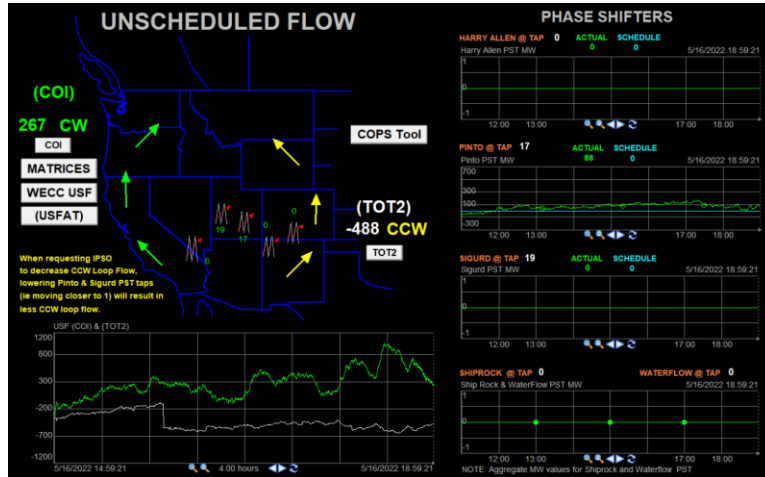 UNSCHEDULED FLOW
(COI)
267 CW
COI
MATRICES
WECC USF
(USFAT)
COPS Tool
(TOT2)
-488 CCW
TOT2
19
17
0
0
0
When requesting IPSO
to decrease CCW Loop Flow,
lowering Pinto & Sigurd PST taps
(ie moving closer to 1) will result in
less CCW loop flow.
USF (COI) & (TOT2)
1200
800
300
-200
-700
-1200
5/16/2022 14:59:21 4.00 hours 5/16/2022 18:59:21
PHASE SHIFTERS
HARRY ALLEN @ TAP 0 ACTUAL SCHEDULE
0 0
Harry Allen PST MW 5/16/2022 18:59:21
1
-1
12:00 13:00 17:00 18:00
PINTO @ TAP 17 ACTUAL SCHEDULE
88 0
Pinto PST MW 5/16/2022 18:59:21
700
300
100
-300
12:00 13:00 17:00 18:00
SIGURD @ TAP 19 ACTUAL SCHEDULE
0 0
Sigurd PST MW 5/16/2022 18:59:21
1
-1
12:00 13:00 17:00 18:00
SHIPROCK @ TAP 0 WATERFLOW @ TAP 0
Ship Rock & WaterFlow PST MW 5/16/2022 18:59:21
1
-1
12:00 13:00 17:00 18:00
NOTE: Aggregate MW values for Shiprock and Waterflow PST